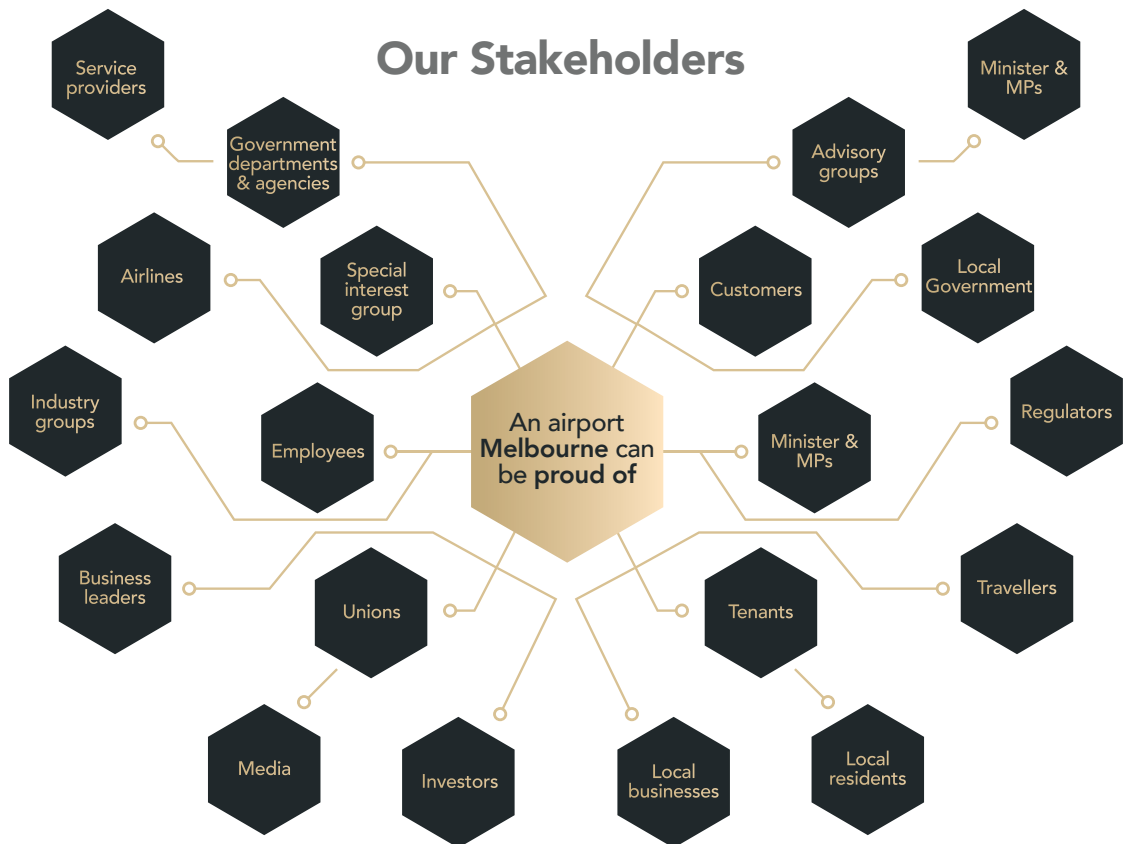 Our Stakeholders
Service
providers
Minister &
MPs
Government
departments
& agencies
Advisory
groups
Airlines
Special
interest
group
Customers
Local
Government
Industry
groups
Employees
An airport
Melbourne can
be proud of
Minister &
MPs
Regulators
Business
leaders
Unions
Tenants
Travellers
Media
Investors
Local
businesses
Local
residents